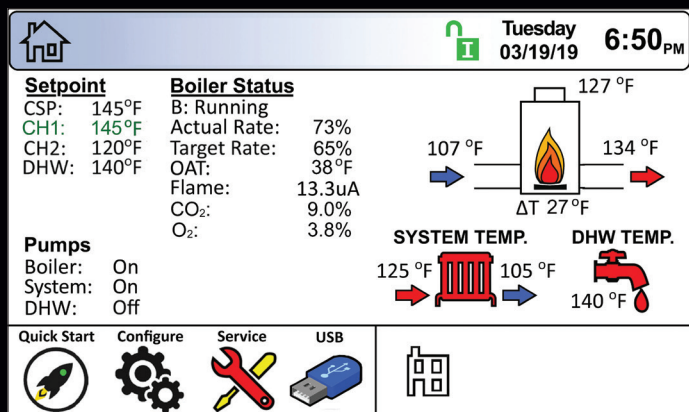 I
Tuesday
03/19/19
6:50 PM
Setpoint
CSP: 145°F
CH1: 145°F
CH2: 120°F
DHW: 140°F
Boiler Status
B: Running
Actual Rate: 73%
Target Rate: 65%
OAT: 38°F
Flame: 13.3uA
CO₂: 9.0%
O₂: 3.8%
127 °F
107 °F
134 °F
ΔT 27 °F
Pumps
Boiler: On
System: On
DHW: Off
SYSTEM TEMP.
125 °F
105 °F
DHW TEMP.
140 °F
Quick Start
Configure
Service
USB